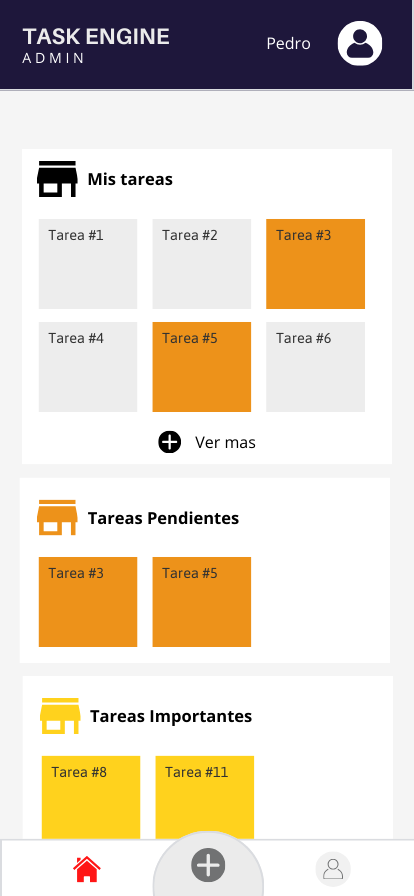 TASK ENGINE
ADMIN
Pedro
Mis tareas
Tarea #1
Tarea #2
Tarea #3
Tarea #4
Tarea #5
Tarea #6
Ver mas
Tareas Pendientes
Tarea #3
Tarea #5
Tareas Importantes
Tarea #8
Tarea #11